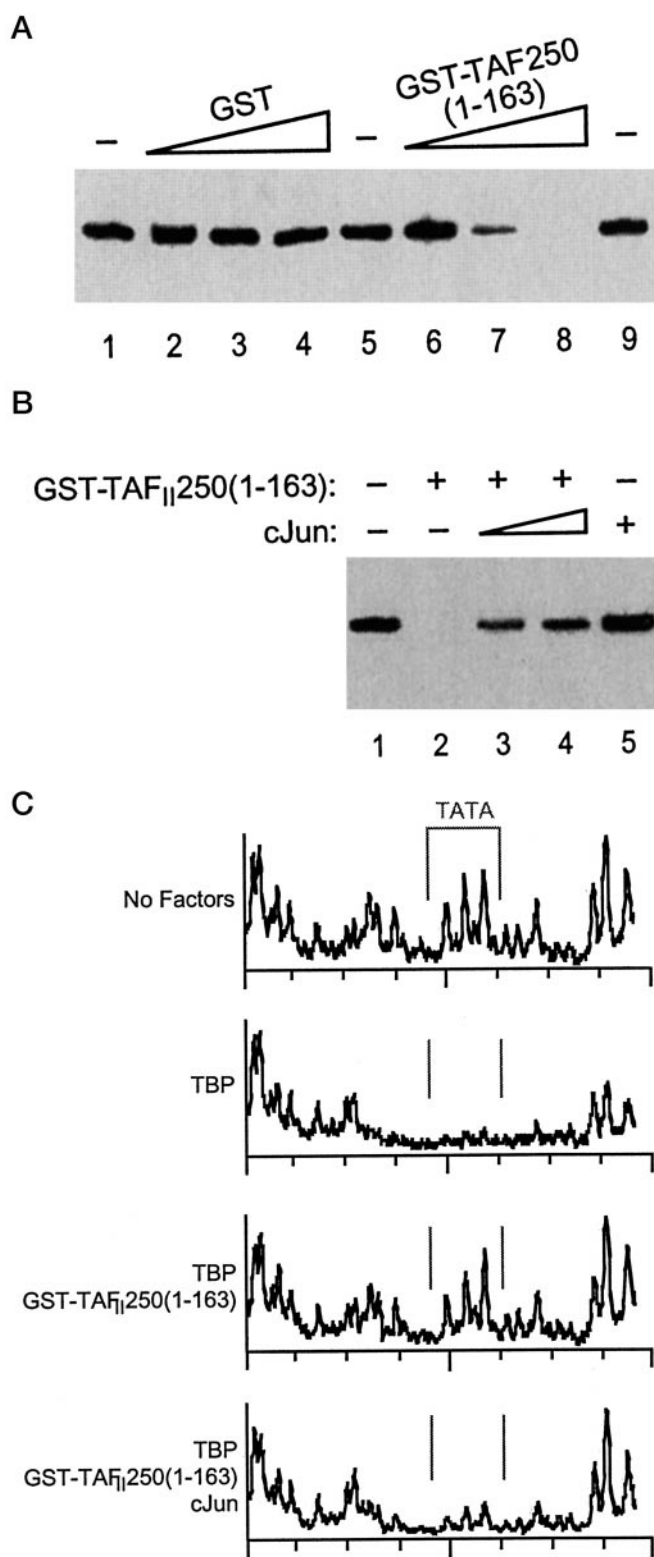 A
GST
GST-TAF250
(1-163)
– – –
1 2 3 4 5 6 7 8 9
B
GST-TAFII250(1-163): – + + + –
cJun: – – +
1 2 3 4 5
C
TATA
No Factors
TBP
TBP
GST-TAFII250(1-163)
TBP
GST-TAFII250(1-163)
cJun